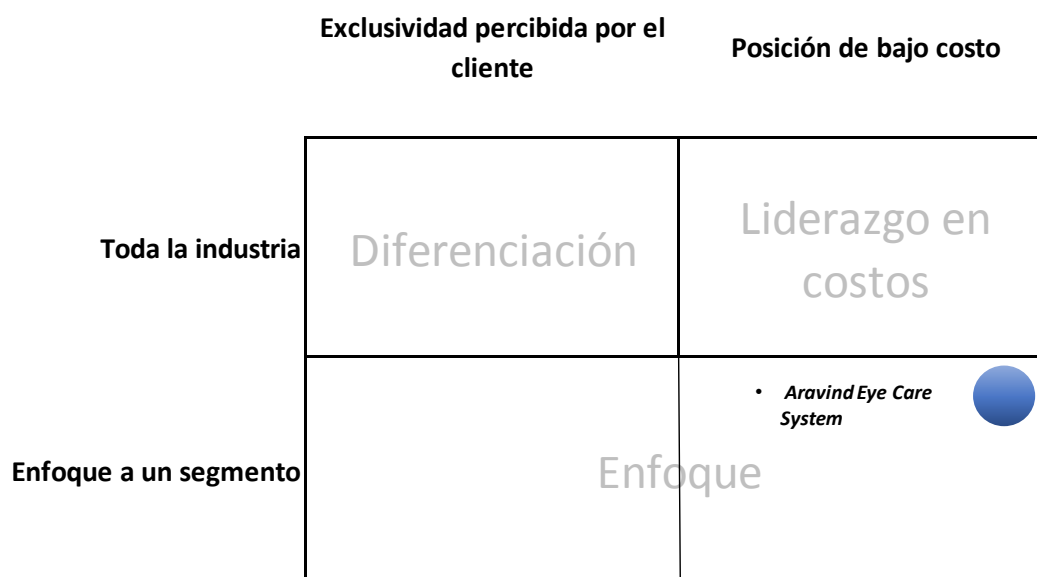 Exclusividad percibida por el
cliente
Posición de bajo costo
Toda la industria
Diferenciación
Liderazgo en
costos
• Aravind Eye Care
System
Enfoque a un segmento
Enfoque